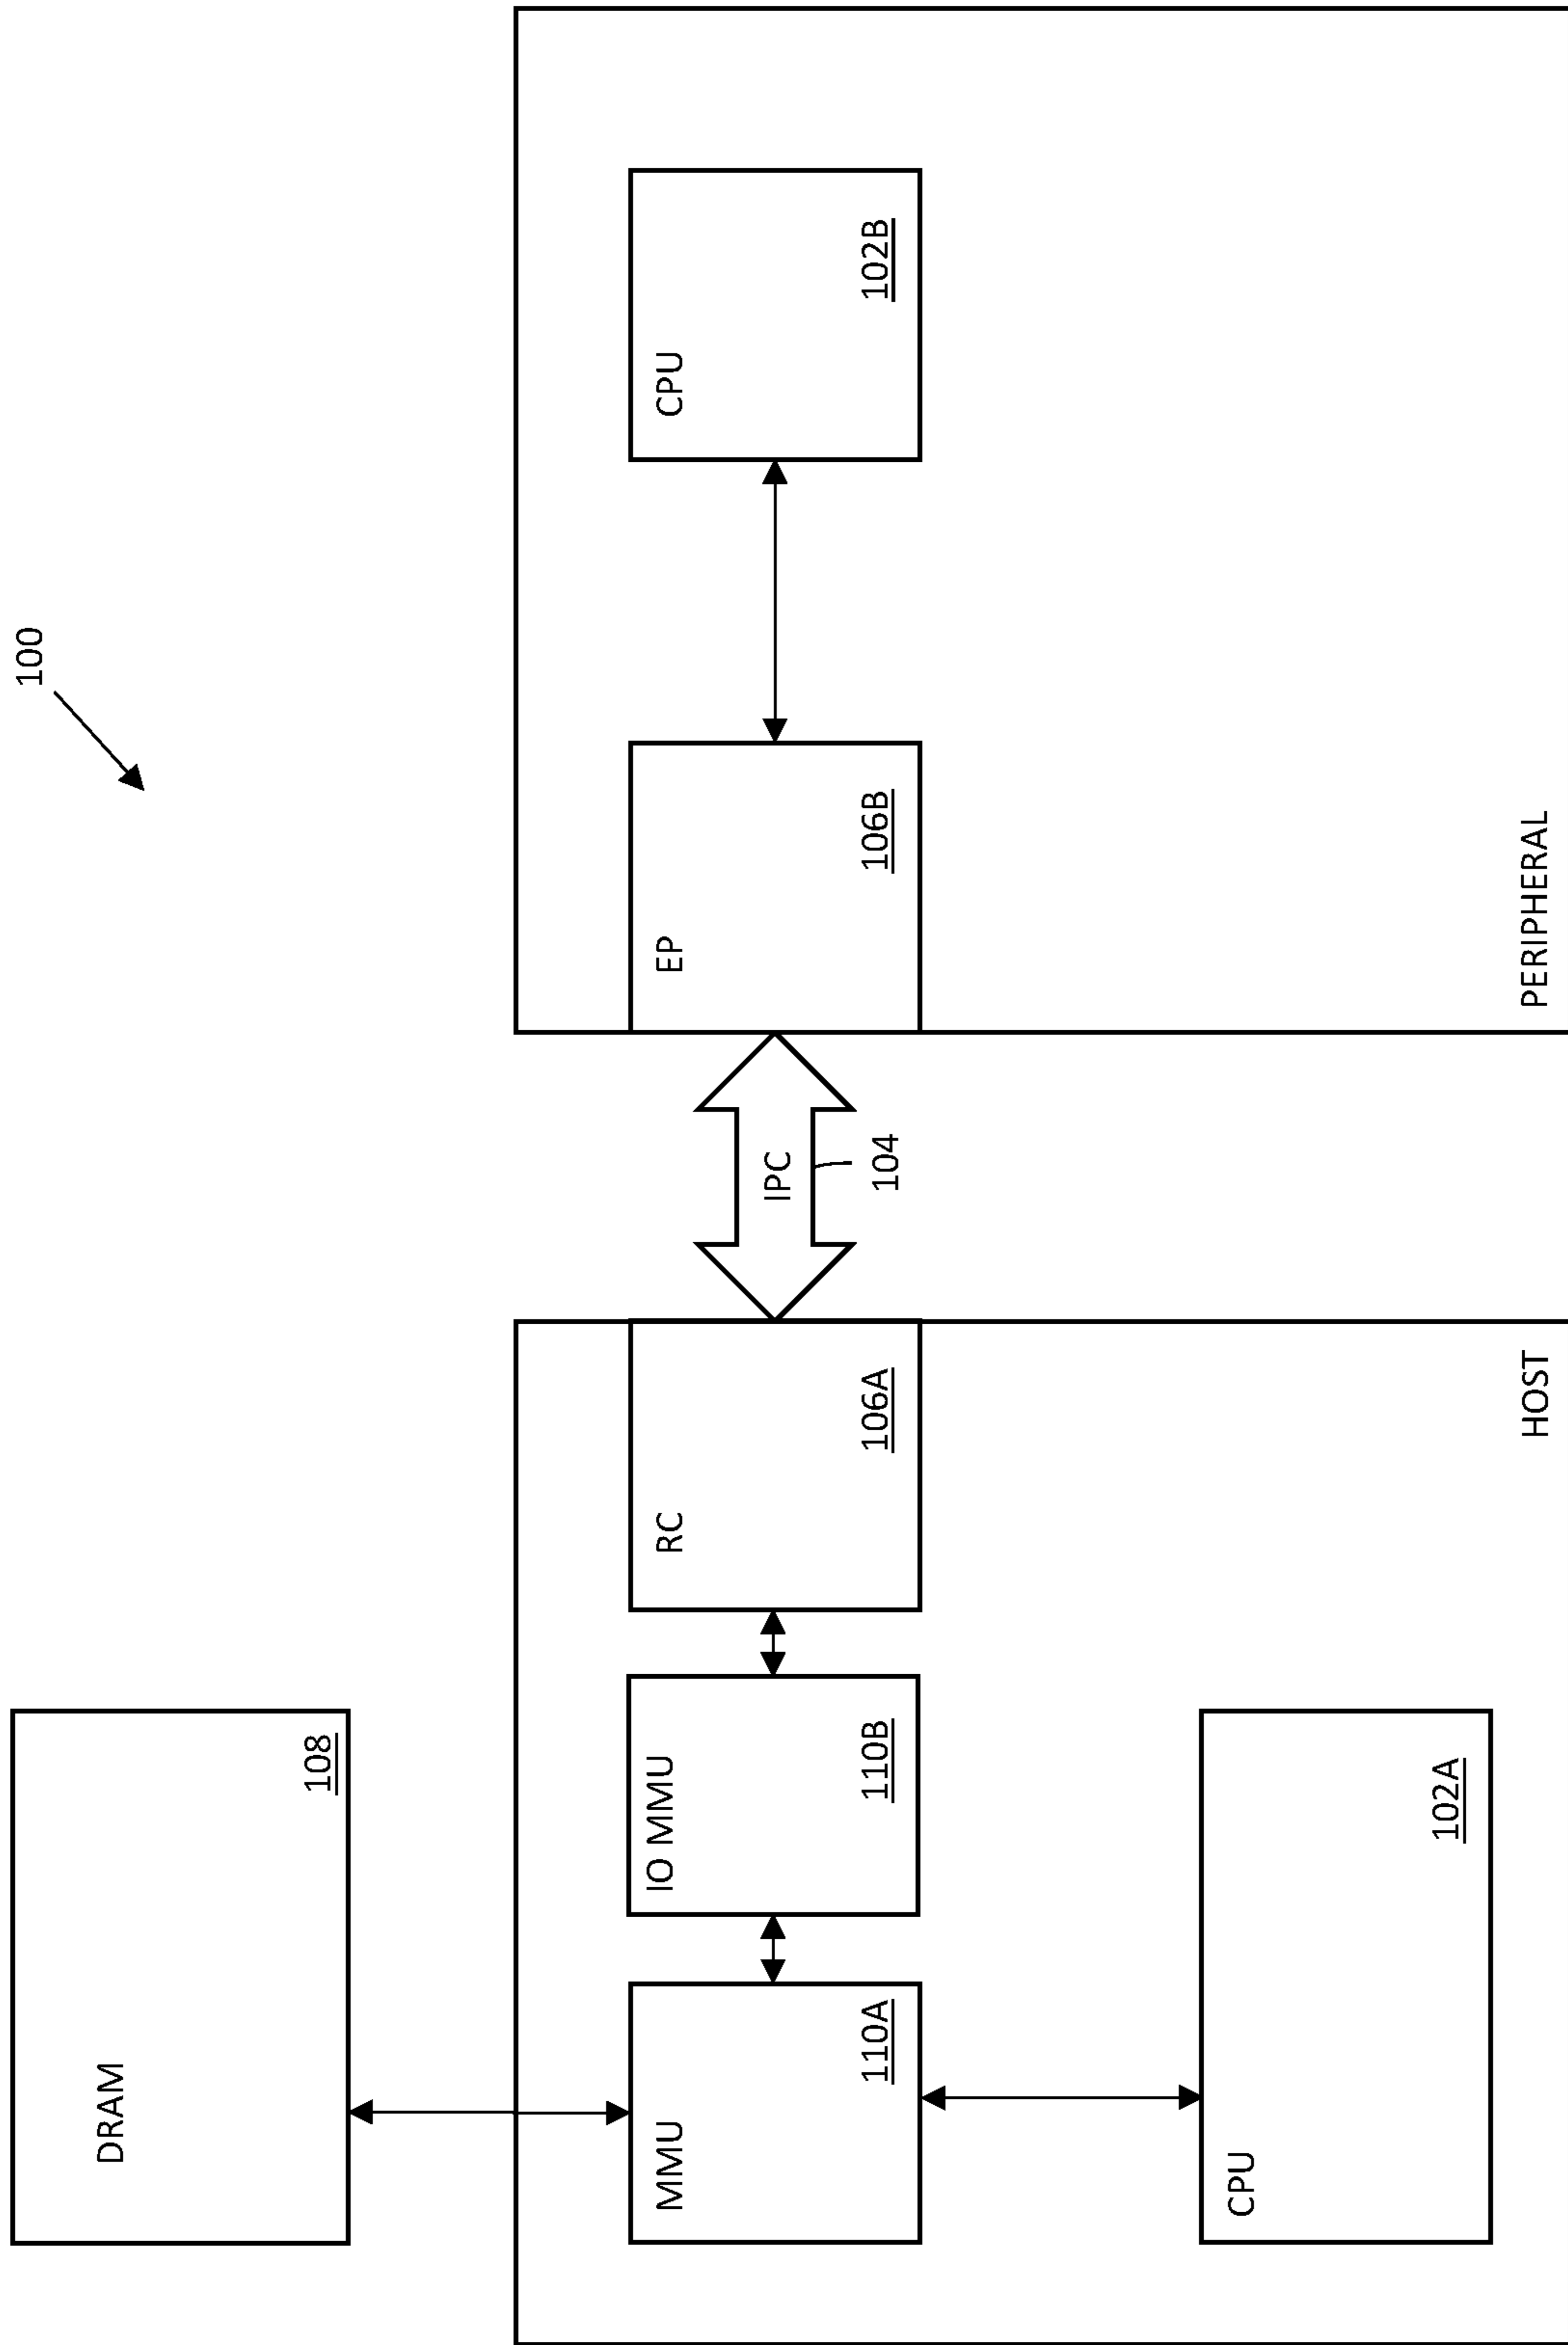 100
DRAM
108
MMU
110A
IO MMU
110B
RC
106A
IPC
104
EP
106B
CPU
102B
CPU
102A
HOST
PERIPHERAL